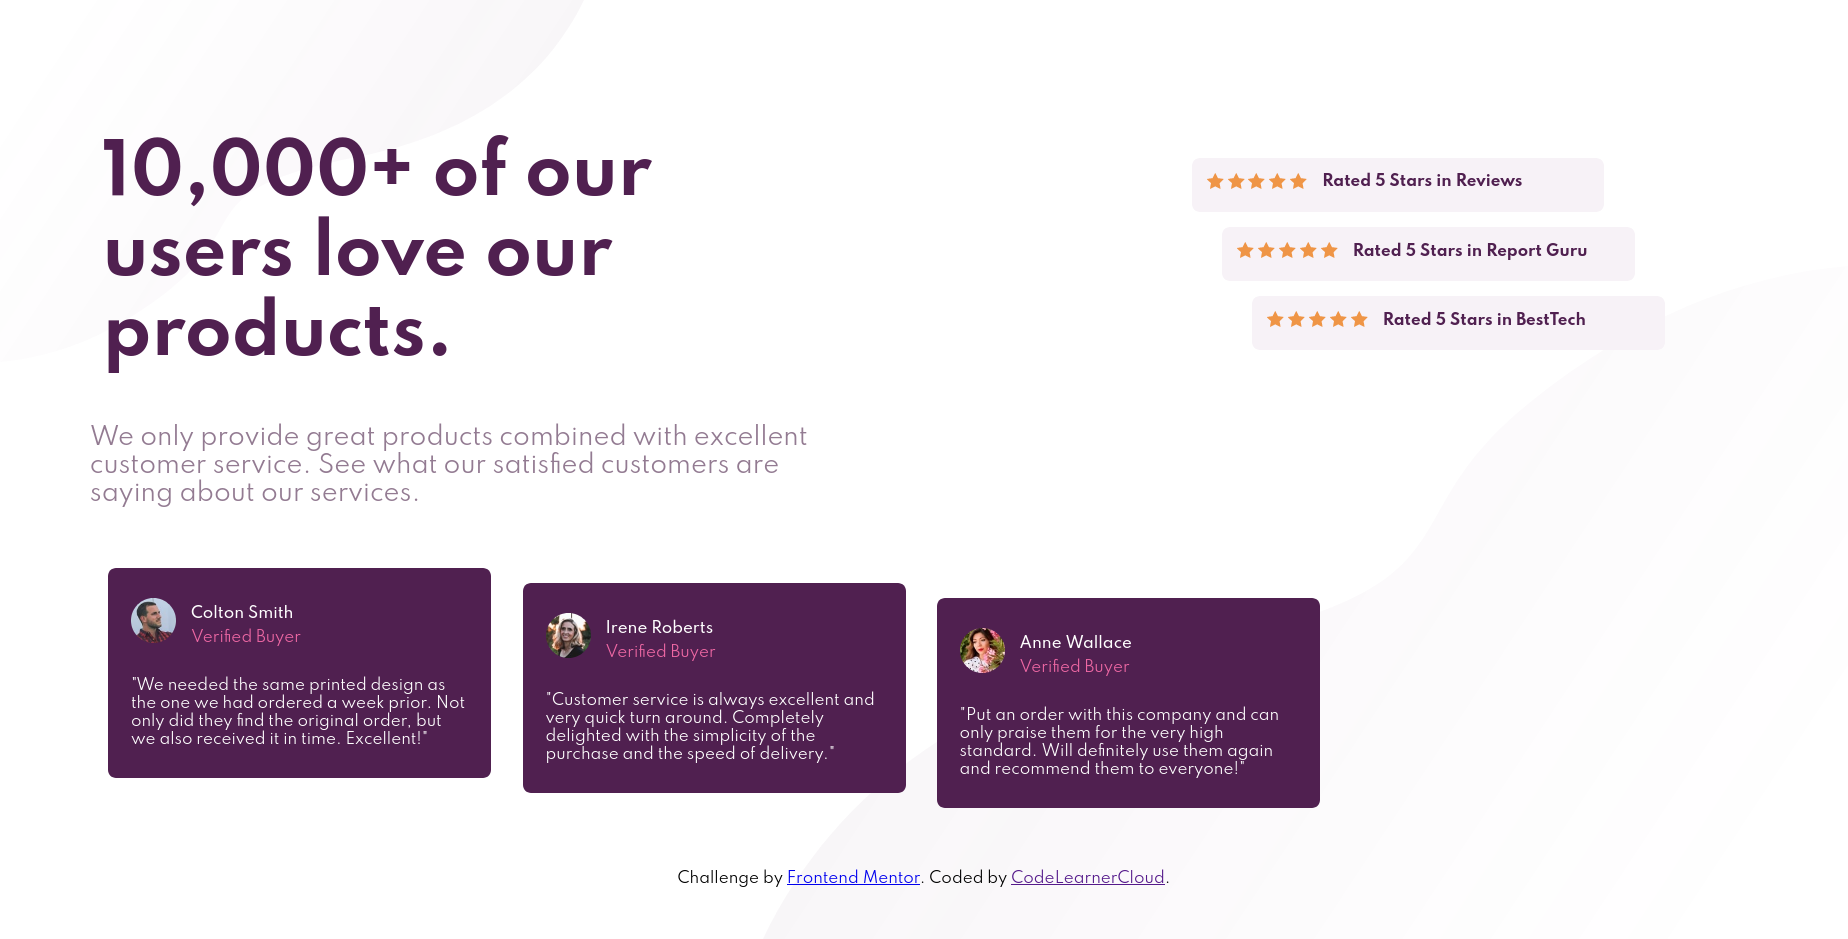 10,000+ of our
users love our
products.
We only provide great products combined with excellent
customer service. See what our satisfied customers are
saying about our services.
Rated 5 Stars in Reviews
Rated 5 Stars in Report Guru
Rated 5 Stars in BestTech
Colton Smith
Verified Buyer
"We needed the same printed design as
the one we had ordered a week prior. Not
only did they find the original order, but
we also received it in time. Excellent!"
Irene Roberts
Verified Buyer
"Customer service is always excellent and
very quick turn around. Completely
delighted with the simplicity of the
purchase and the speed of delivery."
Anne Wallace
Verified Buyer
"Put an order with this company and can
only praise them for the very high
standard. Will definitely use them again
and recommend them to everyone!"
Challenge by Frontend Mentor. Coded by CodeLearnerCloud.